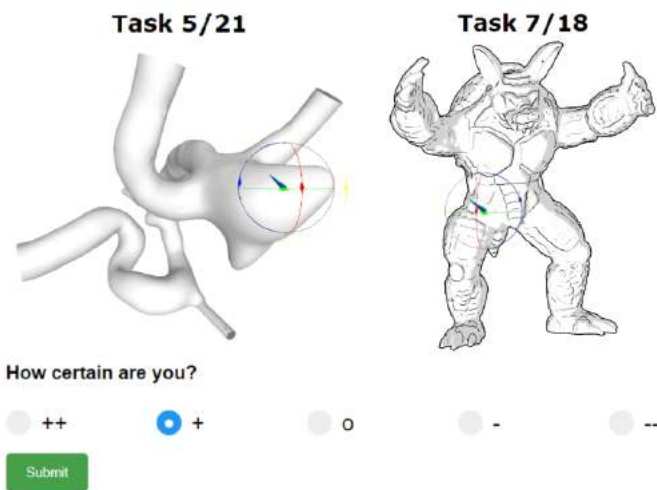 Task 5/21
Task 7/18
How certain are you?
++
+
o
-
--
Submit